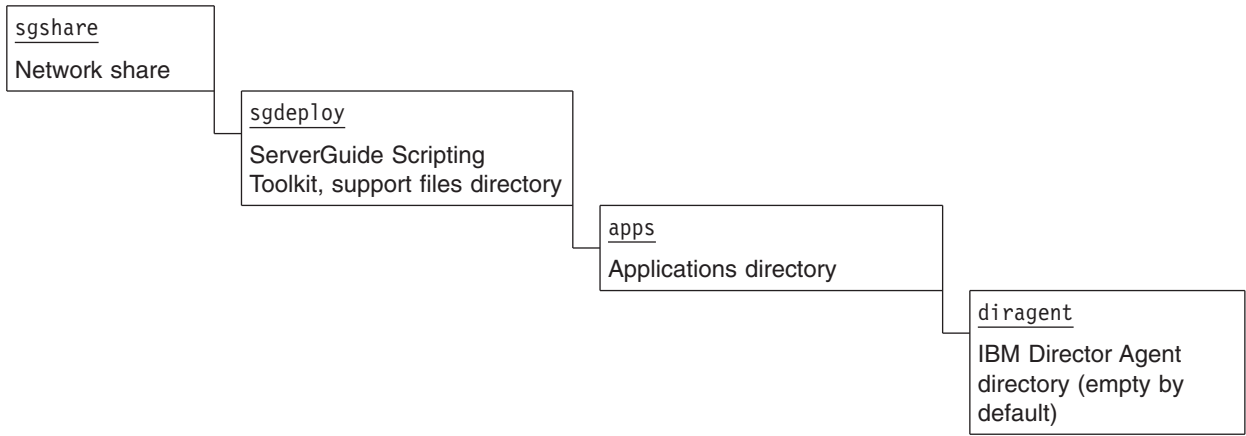 sgshare
Network share
sgdeploy
ServerGuide Scripting
Toolkit, support files directory
apps
Applications directory
diragent
IBM Director Agent
directory (empty by
default)